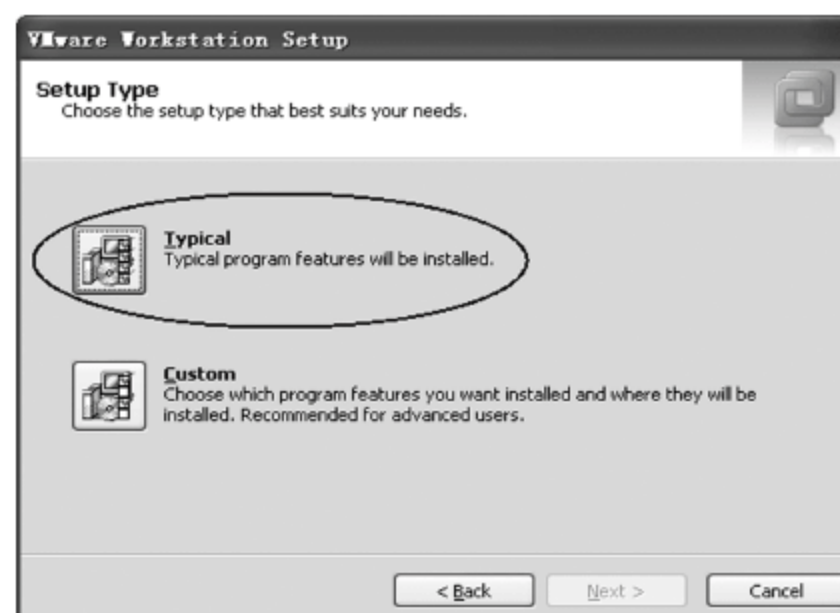 VMware Workstation Setup
Setup Type
Choose the setup type that best suits your needs.
Typical
Typical program features will be installed.
Custom
Choose which program features you want installed and where they will be
installed. Recommended for advanced users.
< Back
Next >
Cancel